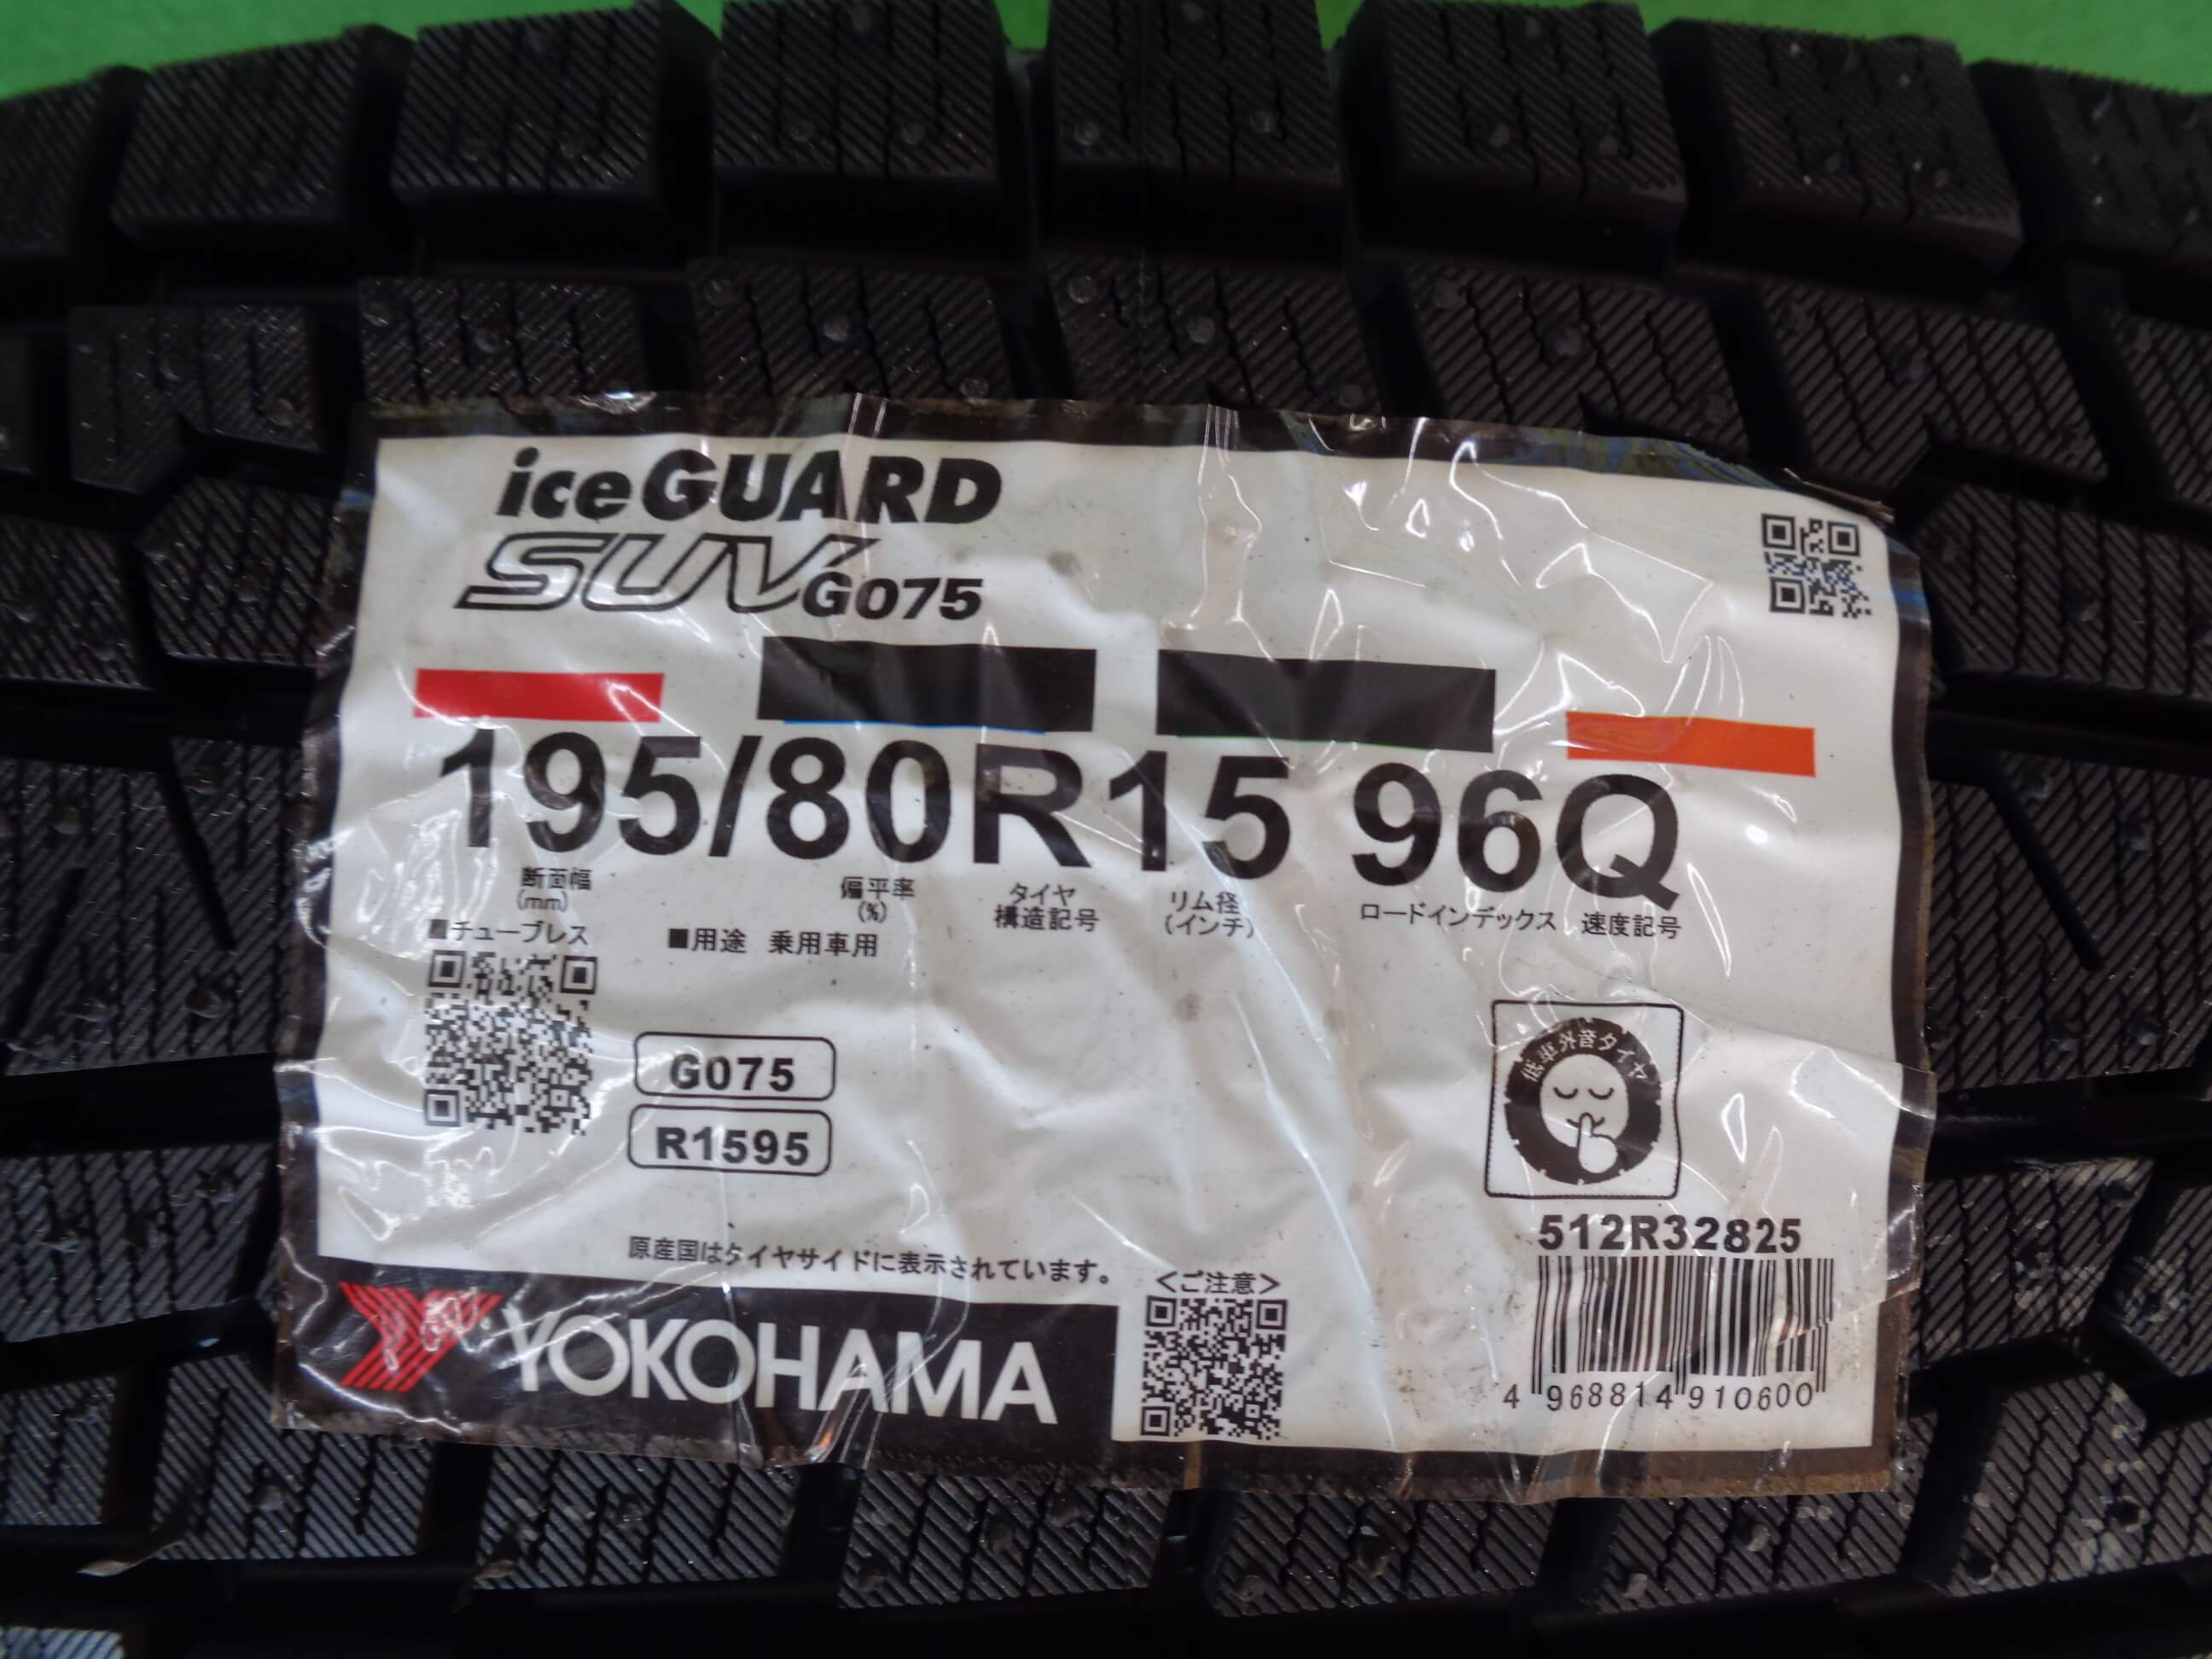 iceGUARD
SUV G075
195/80R15 96Q
断面幅
(mm)
偏平率
(%)
タイヤ
構造記号
リム径
(インチ)
ロードインデックス
速度記号
■チューブレス
■用途 乗用車用
G075
R1595
低車外音タイヤ
512R32825
原産国はタイヤサイドに表示されています。
<ご注意>
YOKOHAMA
4 968814 910600